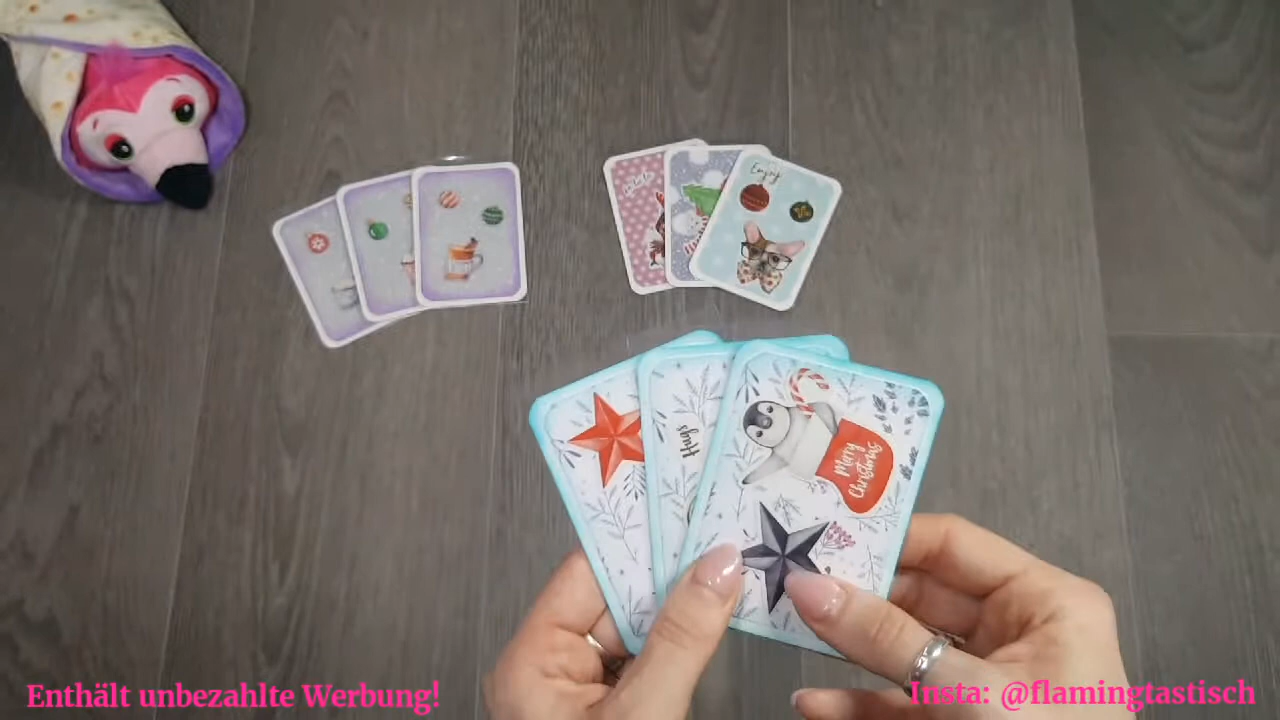 Enjoy
Hugs
Merry
Christmas
Enthält unbezahlte Werbung!
Insta: @flamingtastisch